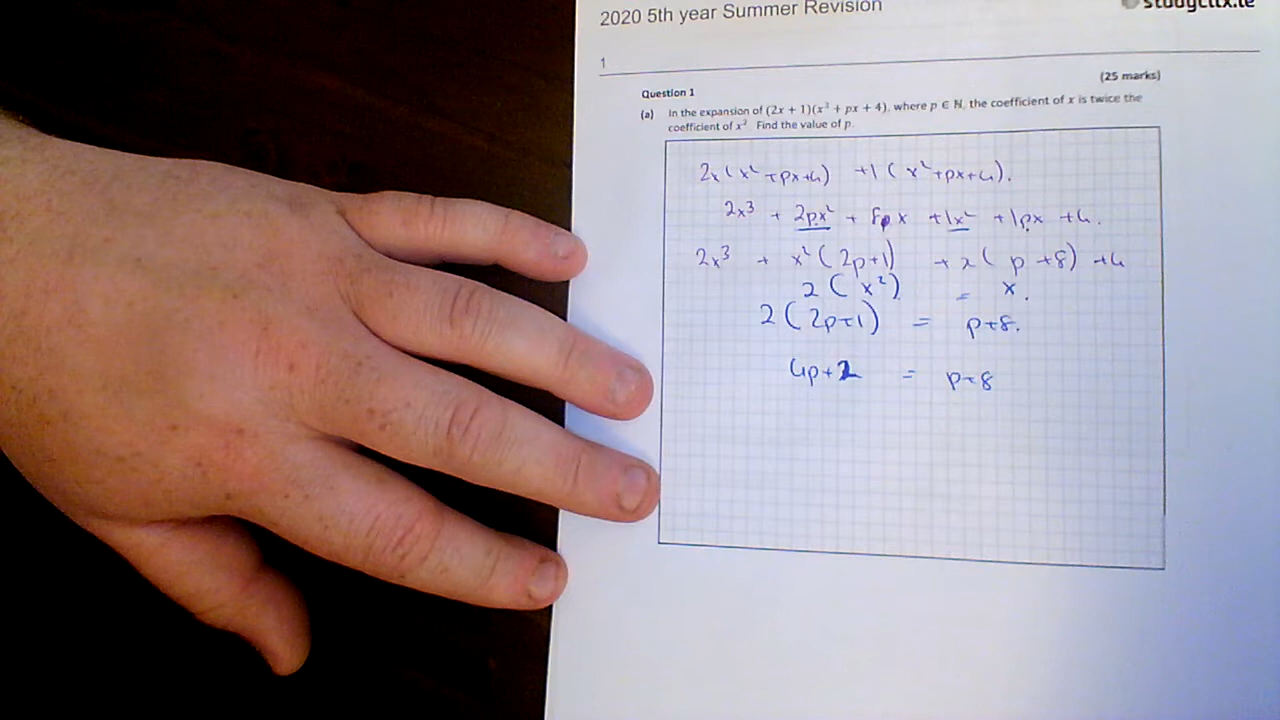 2020 5th year Summer Revision
studyclix.ie
1
(25 marks)
Question 1
(a) In the expansion of (2x + 1)(x² + px + 4), where p ∈ ℕ, the coefficient of x is twice the
coefficient of x². Find the value of p.
2x(x² + px + 4) + 1(x² + px + 4).
2x³ + 2px² + 8px + 1x² + 1px + 4.
2x³ + x²(2p+1) + x(p+8) + 4
2(x²) = x.
2(2p+1) = p+8.
4p+2 = p+8